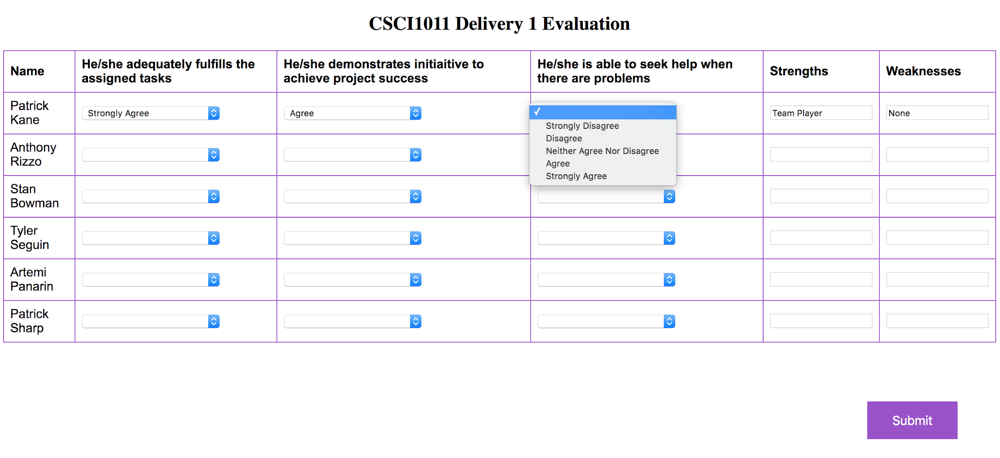 CSCI1011 Delivery 1 Evaluation
Name
He/she adequately fulfills the
assigned tasks
He/she demonstrates initiaitive to
achieve project success
He/she is able to seek help when
there are problems
Strengths
Weaknesses
Patrick
Kane
Strongly Agree
Agree
Strongly Disagree
Disagree
Neither Agree Nor Disagree
Agree
Strongly Agree
Team Player
None
Anthony
Rizzo
Stan
Bowman
Tyler
Seguin
Artemi
Panarin
Patrick
Sharp
Submit